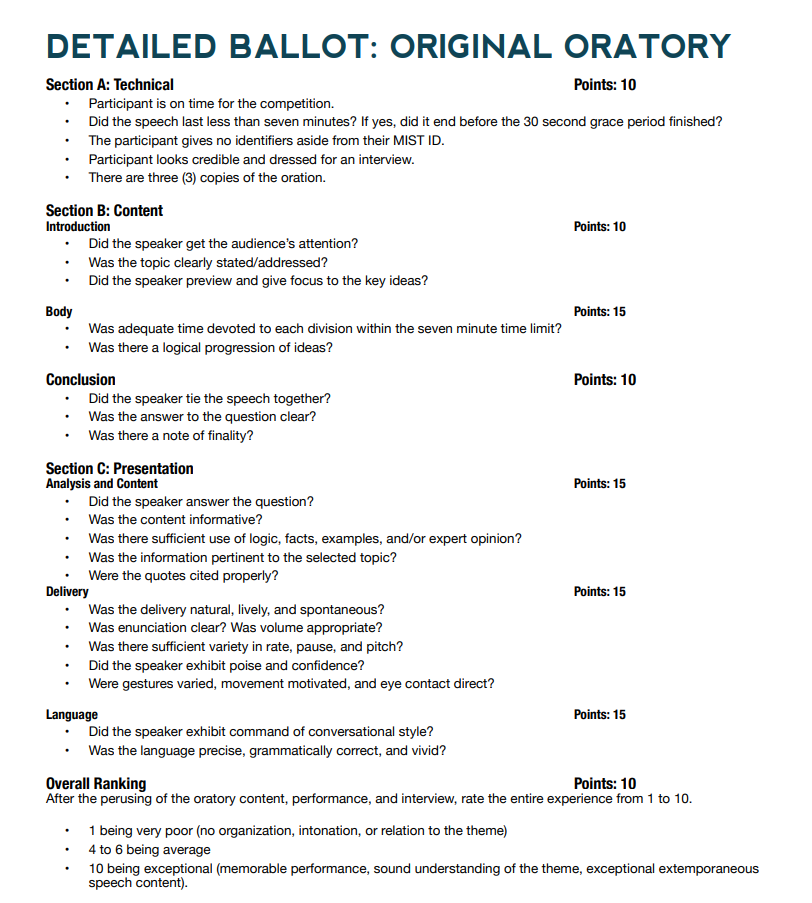 DETAILED BALLOT: ORIGINAL ORATORY
Section A: Technical Points: 10
• Participant is on time for the competition.
• Did the speech last less than seven minutes? If yes, did it end before the 30 second grace period finished?
• The participant gives no identifiers aside from their MIST ID.
• Participant looks credible and dressed for an interview.
• There are three (3) copies of the oration.
Section B: Content
Introduction Points: 10
• Did the speaker get the audience’s attention?
• Was the topic clearly stated/addressed?
• Did the speaker preview and give focus to the key ideas?
Body Points: 15
• Was adequate time devoted to each division within the seven minute time limit?
• Was there a logical progression of ideas?
Conclusion Points: 10
• Did the speaker tie the speech together?
• Was the answer to the question clear?
• Was there a note of finality?
Section C: Presentation
Analysis and Content Points: 15
• Did the speaker answer the question?
• Was the content informative?
• Was there sufficient use of logic, facts, examples, and/or expert opinion?
• Was the information pertinent to the selected topic?
• Were the quotes cited properly?
Delivery Points: 15
• Was the delivery natural, lively, and spontaneous?
• Was enunciation clear? Was volume appropriate?
• Was there sufficient variety in rate, pause, and pitch?
• Did the speaker exhibit poise and confidence?
• Were gestures varied, movement motivated, and eye contact direct?
Language Points: 15
• Did the speaker exhibit command of conversational style?
• Was the language precise, grammatically correct, and vivid?
Overall Ranking Points: 10
After the perusing of the oratory content, performance, and interview, rate the entire experience from 1 to 10.
• 1 being very poor (no organization, intonation, or relation to the theme)
• 4 to 6 being average
• 10 being exceptional (memorable performance, sound understanding of the theme, exceptional extemporaneous
speech content).